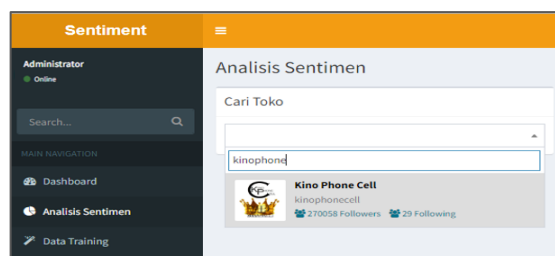 Sentiment
Administrator
Online
Search...
MAIN NAVIGATION
Dashboard
Analisis Sentimen
Data Training
Analisis Sentimen
Cari Toko
kinophone
Kino Phone Cell
kinophonecell
270058 Followers 29 Following